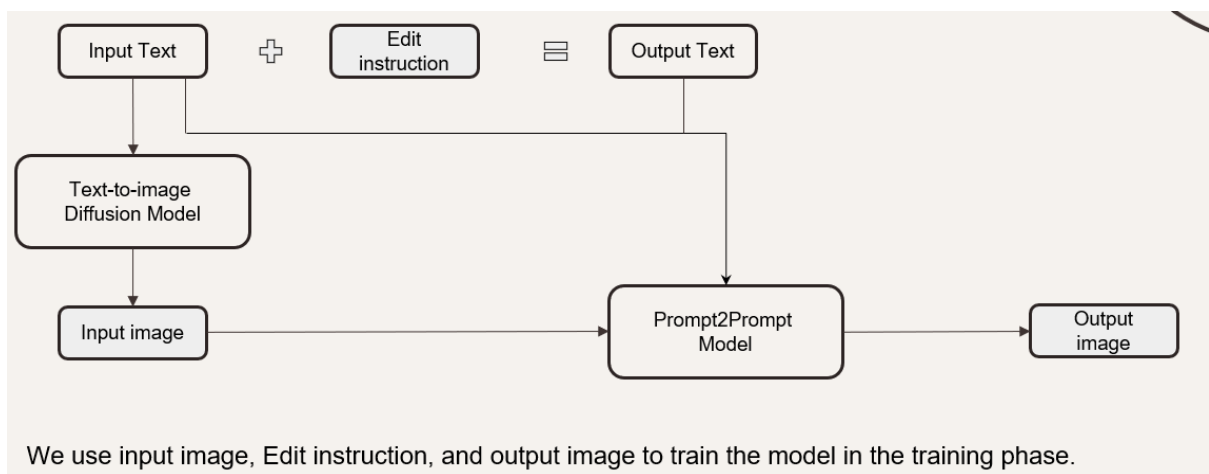 Input Text
Edit
instruction
Output Text
Text-to-image
Diffusion Model
Input image
Prompt2Prompt
Model
Output
image
We use input image, Edit instruction, and output image to train the model in the training phase.